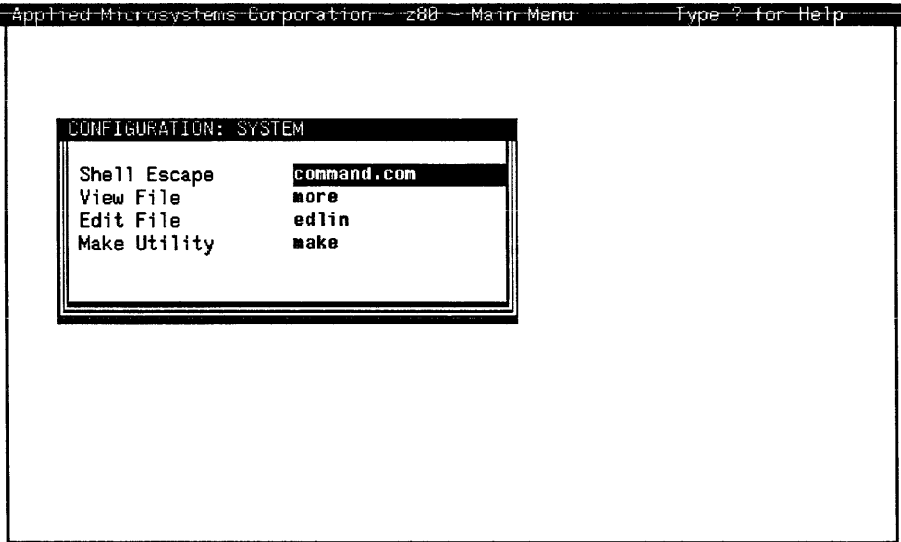 Applied Microsystems Corporation - z80 - Main Menu Type ? for Help
CONFIGURATION: SYSTEM
Shell Escape command.com
View File more
Edit File edlin
Make Utility make